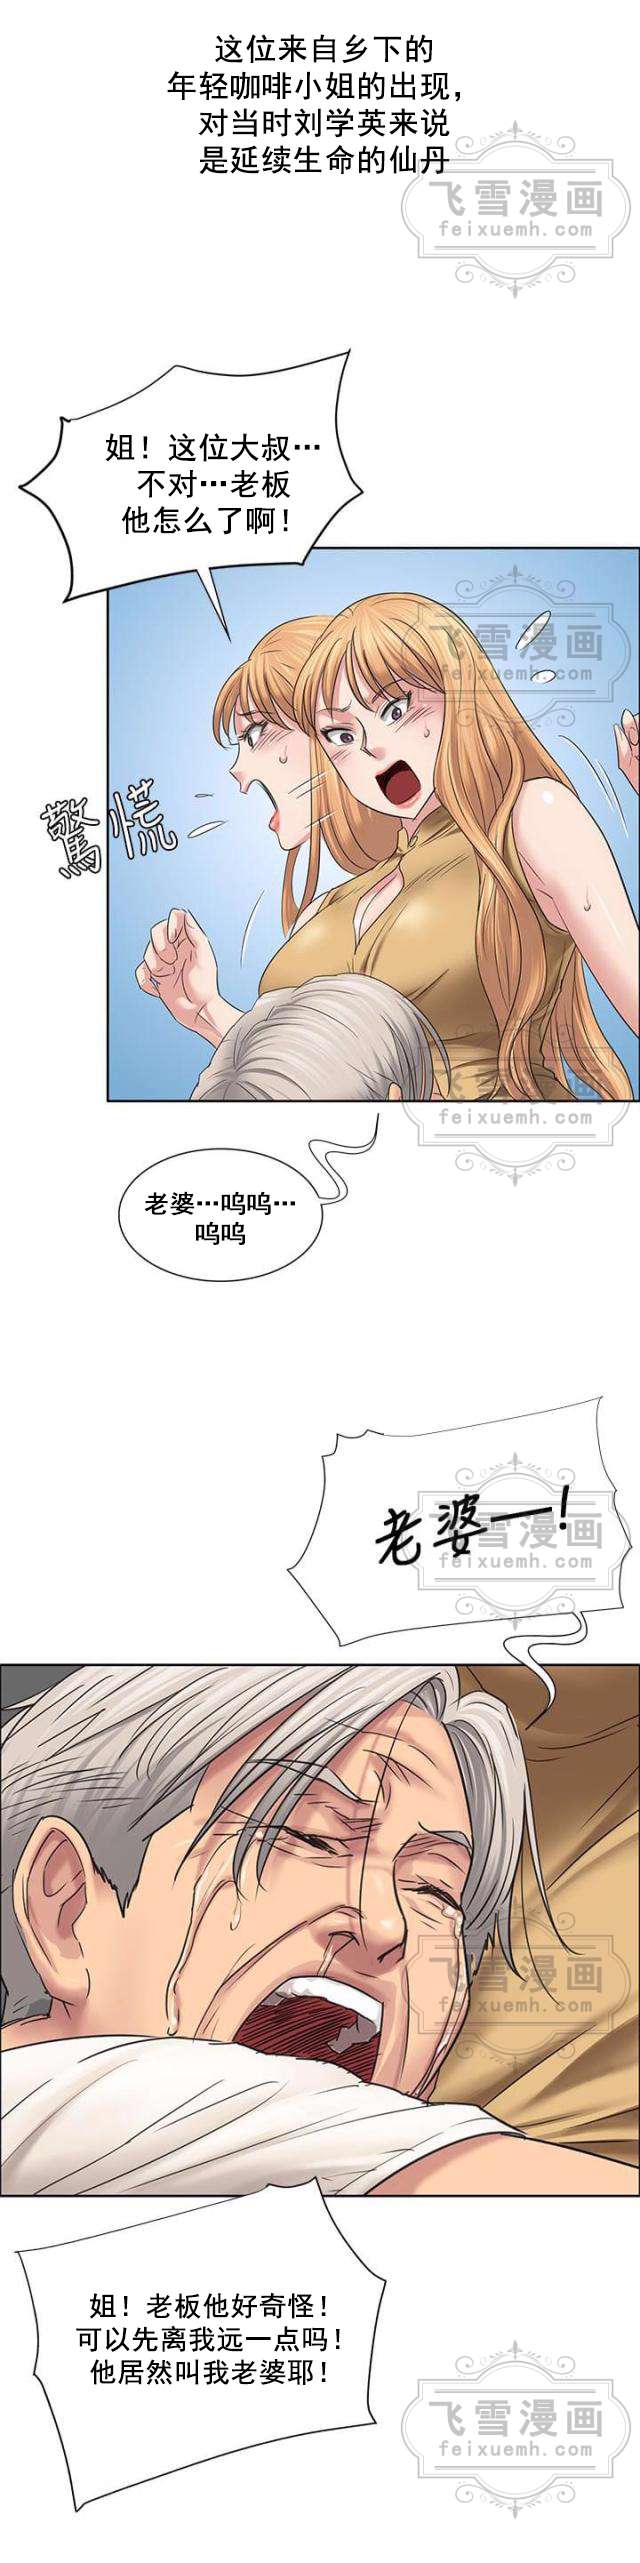 这位来自乡下的
年轻咖啡小姐的出现，
对当时刘学英来说
是延续生命的仙丹
飞雪漫画
feixuemh.com
姐！这位大叔…
不对…老板
他怎么了啊！
飞雪漫画
feixuemh.com
驚慌
飞雪漫画
feixuemh.com
老婆…呜呜…
呜呜
老婆一！
飞雪漫画
feixuemh.com
飞雪漫画
feixuemh.com
姐！老板他好奇怪！
可以先离我远一点吗！
他居然叫我老婆耶！
飞雪漫画
feixuemh.com